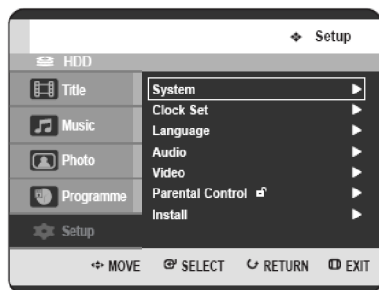 Setup
HDD
Title
Music
Photo
Programme
Setup
System
Clock Set
Language
Audio
Video
Parental Control
Install
MOVE SELECT RETURN EXIT